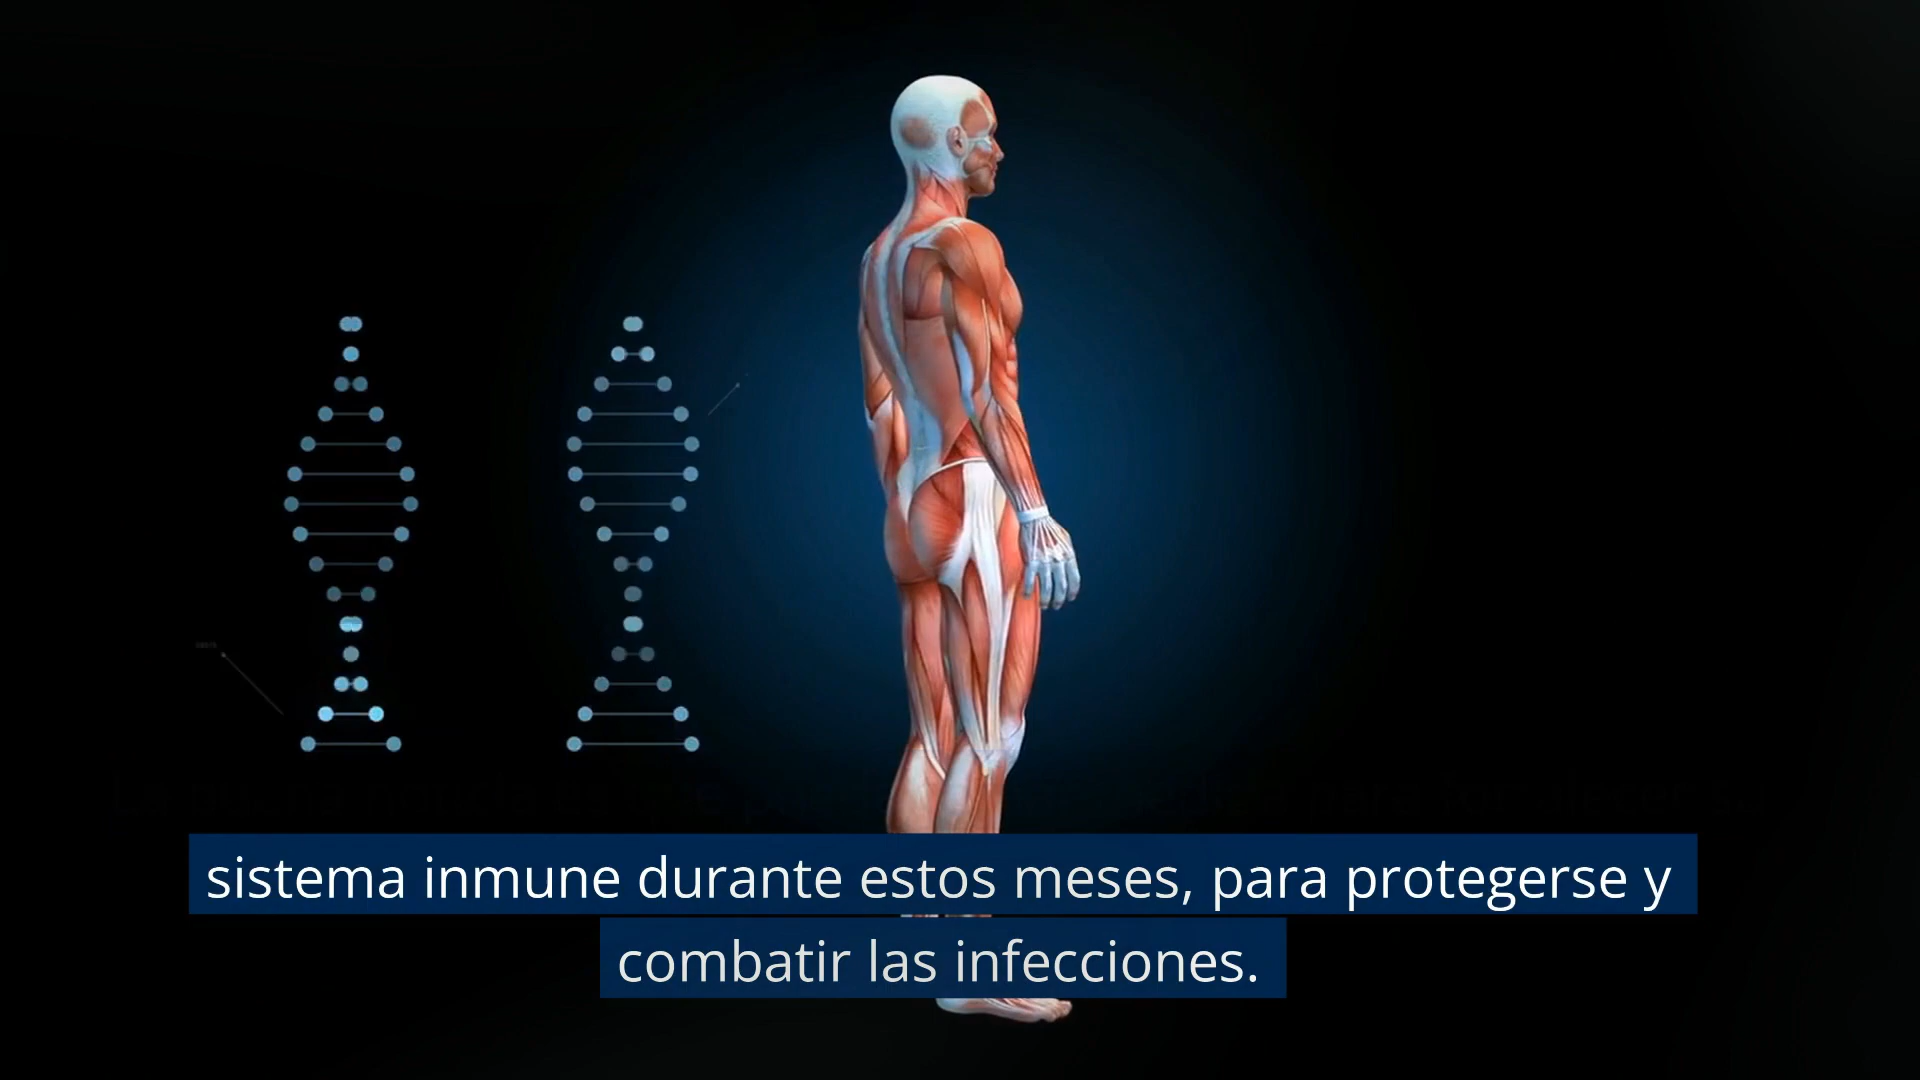 sistema inmune durante estos meses, para protegerse y
combatir las infecciones.